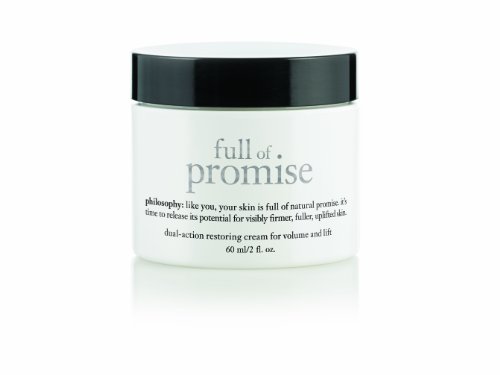 full of
promise
philosophy: like you, your skin is full of natural promise. it's
time to release its potential for visibly firmer, fuller, uplifted skin.
dual-action restoring cream for volume and lift
60 ml/2 fl. oz.